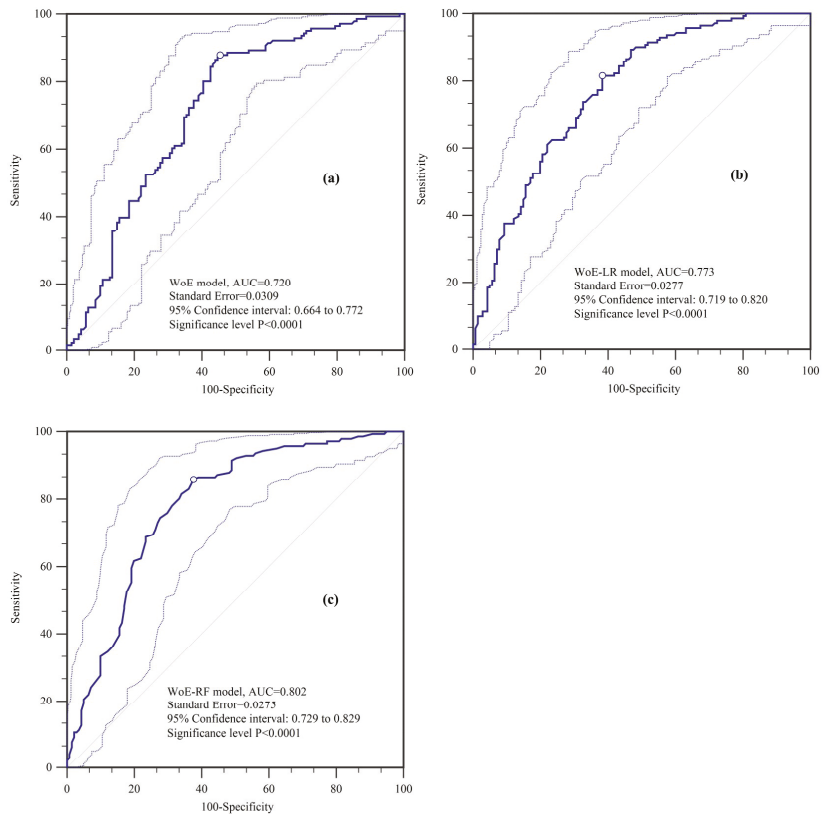 100
80
60
40
20
0
Sensitivity
(a)
WoE model, AUC=0.720
Standard Error=0.0309
95% Confidence interval: 0.664 to 0.772
Significance level P<0.0001
0 20 40 60 80 100
100-Specificity
100
80
60
40
20
0
Sensitivity
(b)
WoE-LR model, AUC=0.773
Standard Error=0.0277
95% Confidence interval: 0.719 to 0.820
Significance level P<0.0001
0 20 40 60 80 100
100-Specificity
100
80
60
40
20
0
Sensitivity
(c)
WoE-RF model, AUC=0.802
Standard Error=0.0273
95% Confidence interval: 0.729 to 0.829
Significance level P<0.0001
0 20 40 60 80 100
100-Specificity